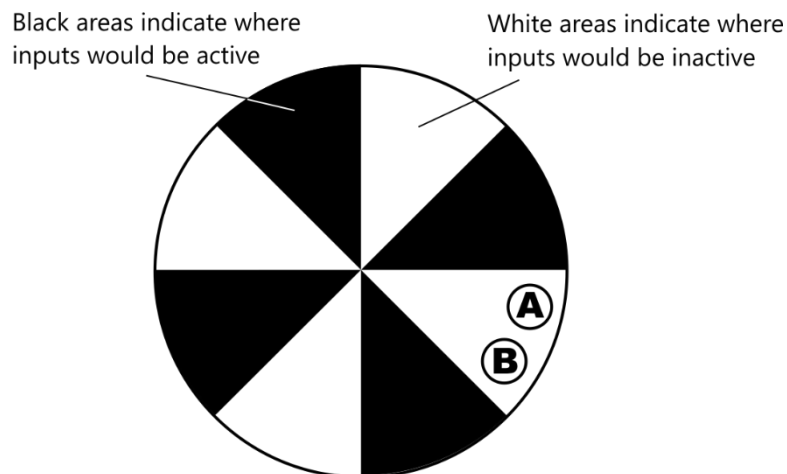 Black areas indicate where
inputs would be active
White areas indicate where
inputs would be inactive
A
B